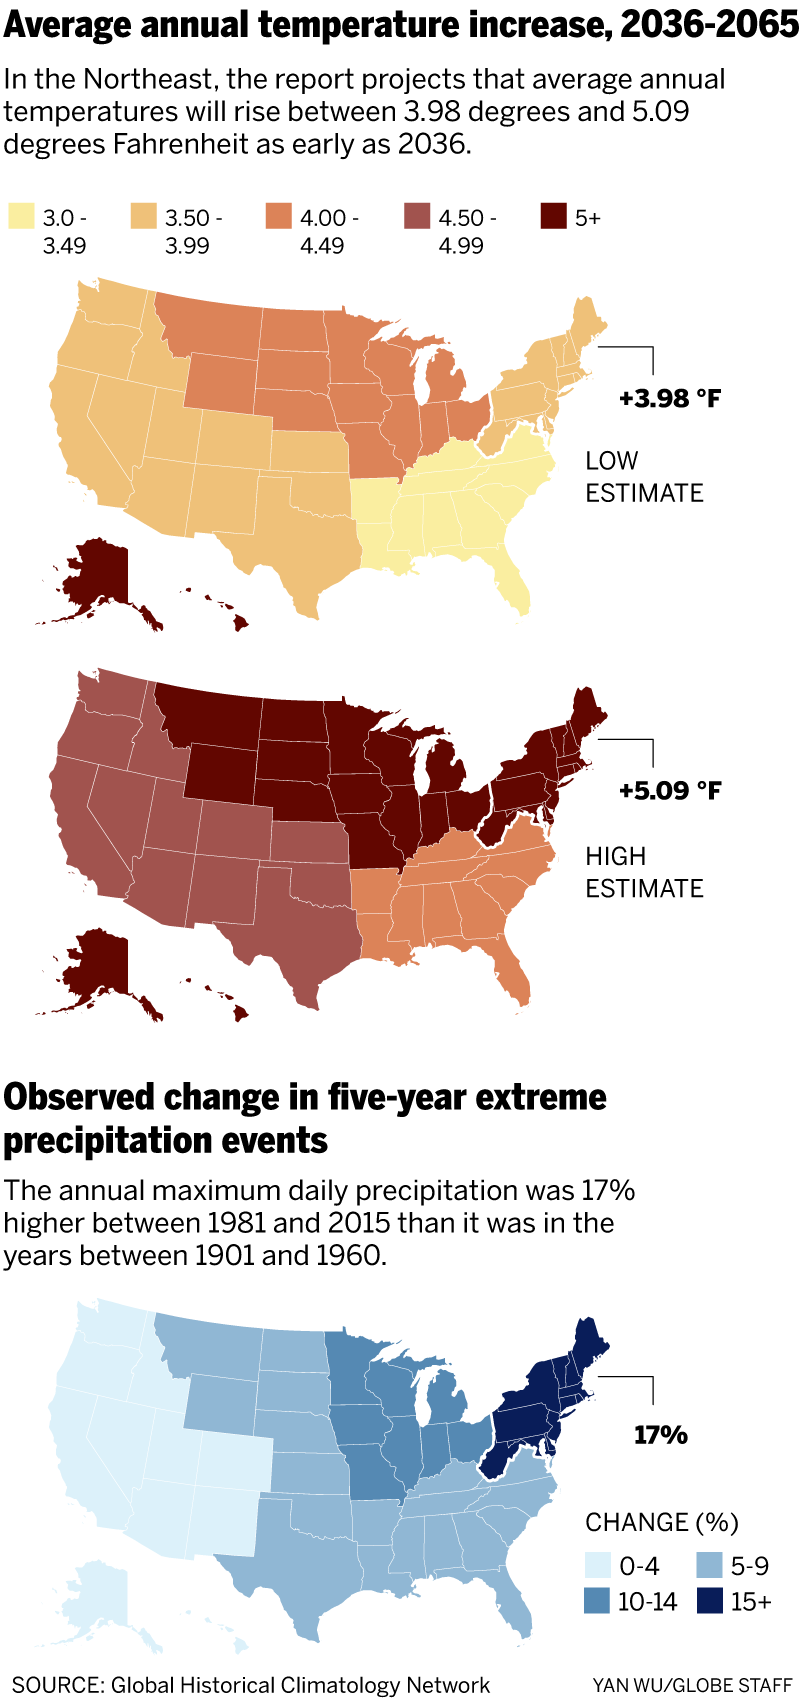 Average annual temperature increase, 2036-2065
In the Northeast, the report projects that average annual
temperatures will rise between 3.98 degrees and 5.09
degrees Fahrenheit as early as 2036.
3.0 -
3.49
3.50 -
3.99
4.00 -
4.49
4.50 -
4.99
5+
+3.98 °F
LOW
ESTIMATE
+5.09 °F
HIGH
ESTIMATE
Observed change in five-year extreme
precipitation events
The annual maximum daily precipitation was 17%
higher between 1981 and 2015 than it was in the
years between 1901 and 1960.
17%
CHANGE (%)
0-4
5-9
10-14
15+
SOURCE: Global Historical Climatology Network
YAN WU/GLOBE STAFF